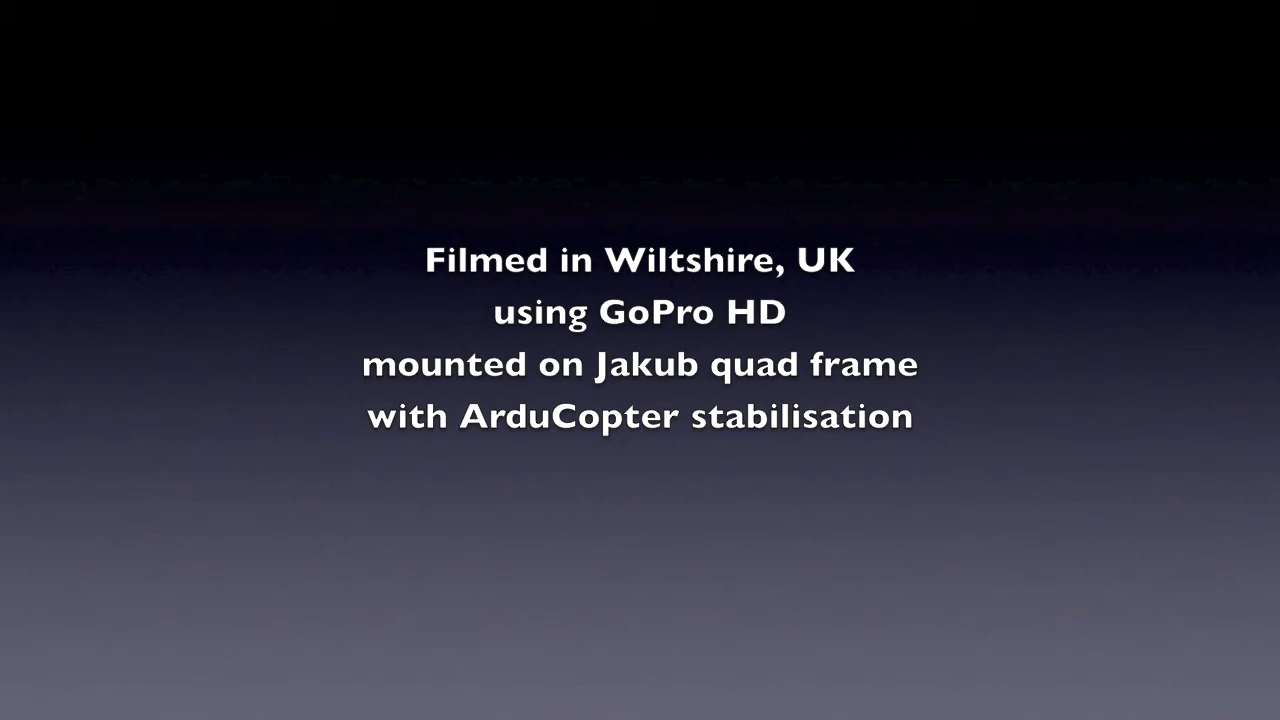 Filmed in Wiltshire, UK
using GoPro HD
mounted on Jakub quad frame
with ArduCopter stabilisation